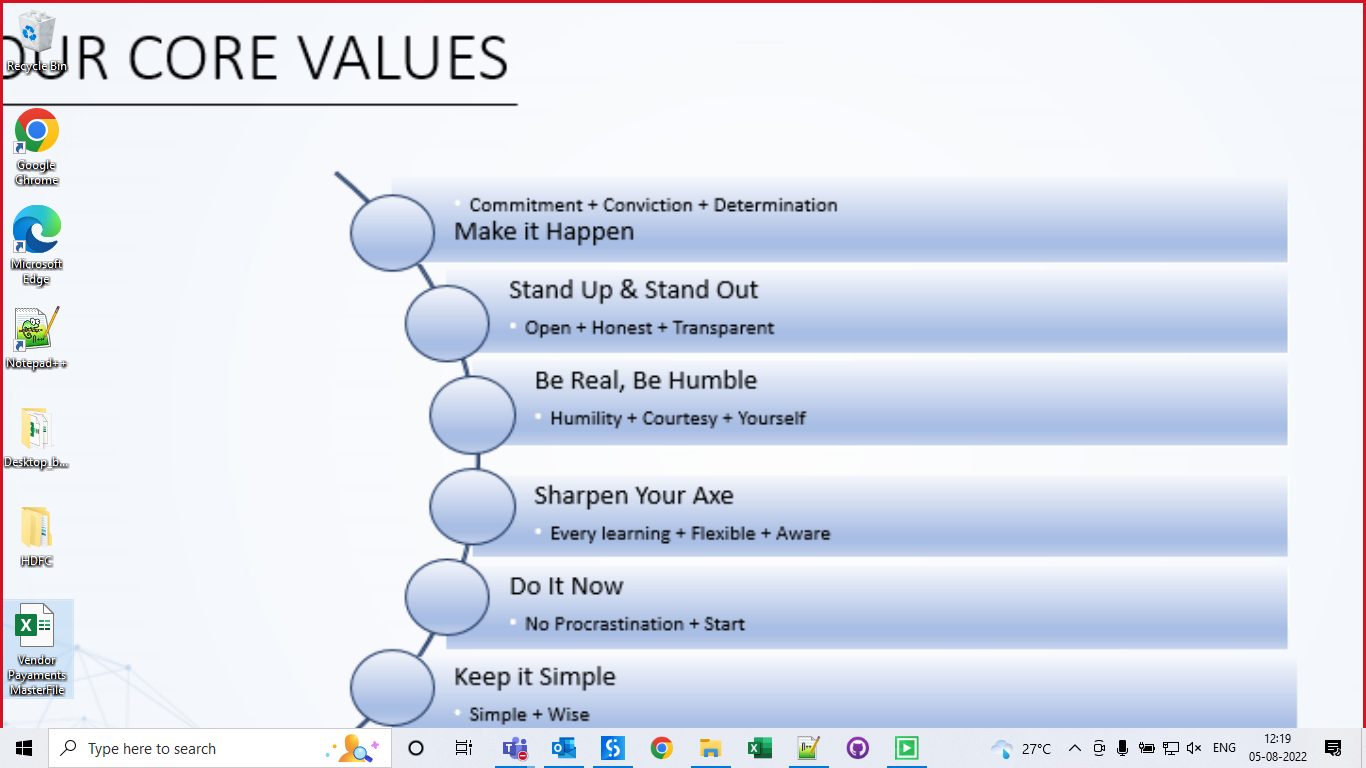 OUR CORE VALUES
Recycle Bin
Google
Chrome
Microsoft
Edge
Notepad++
Desktop_b...
HDFC
Vendor
Payaments
MasterFile
Commitment + Conviction + Determination
Make it Happen
Stand Up & Stand Out
Open + Honest + Transparent
Be Real, Be Humble
Humility + Courtesy + Yourself
Sharpen Your Axe
Every learning + Flexible + Aware
Do It Now
No Procrastination + Start
Keep it Simple
Simple + Wise
Type here to search
27°C
ENG
12:19
05-08-2022